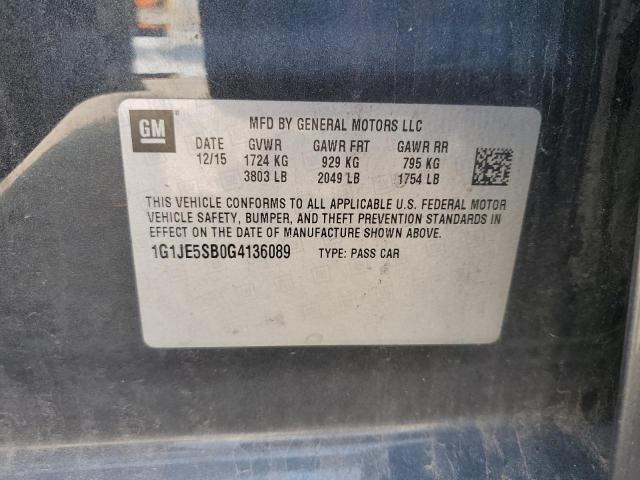 GM
MFD BY GENERAL MOTORS LLC
DATE GVWR GAWR FRT GAWR RR
12/15 1724 KG 929 KG 795 KG
3803 LB 2049 LB 1754 LB
THIS VEHICLE CONFORMS TO ALL APPLICABLE U.S. FEDERAL MOTOR
VEHICLE SAFETY, BUMPER, AND THEFT PREVENTION STANDARDS IN
EFFECT ON THE DATE OF MANUFACTURE SHOWN ABOVE.
1G1JE5SB0G4136089 TYPE: PASS CAR